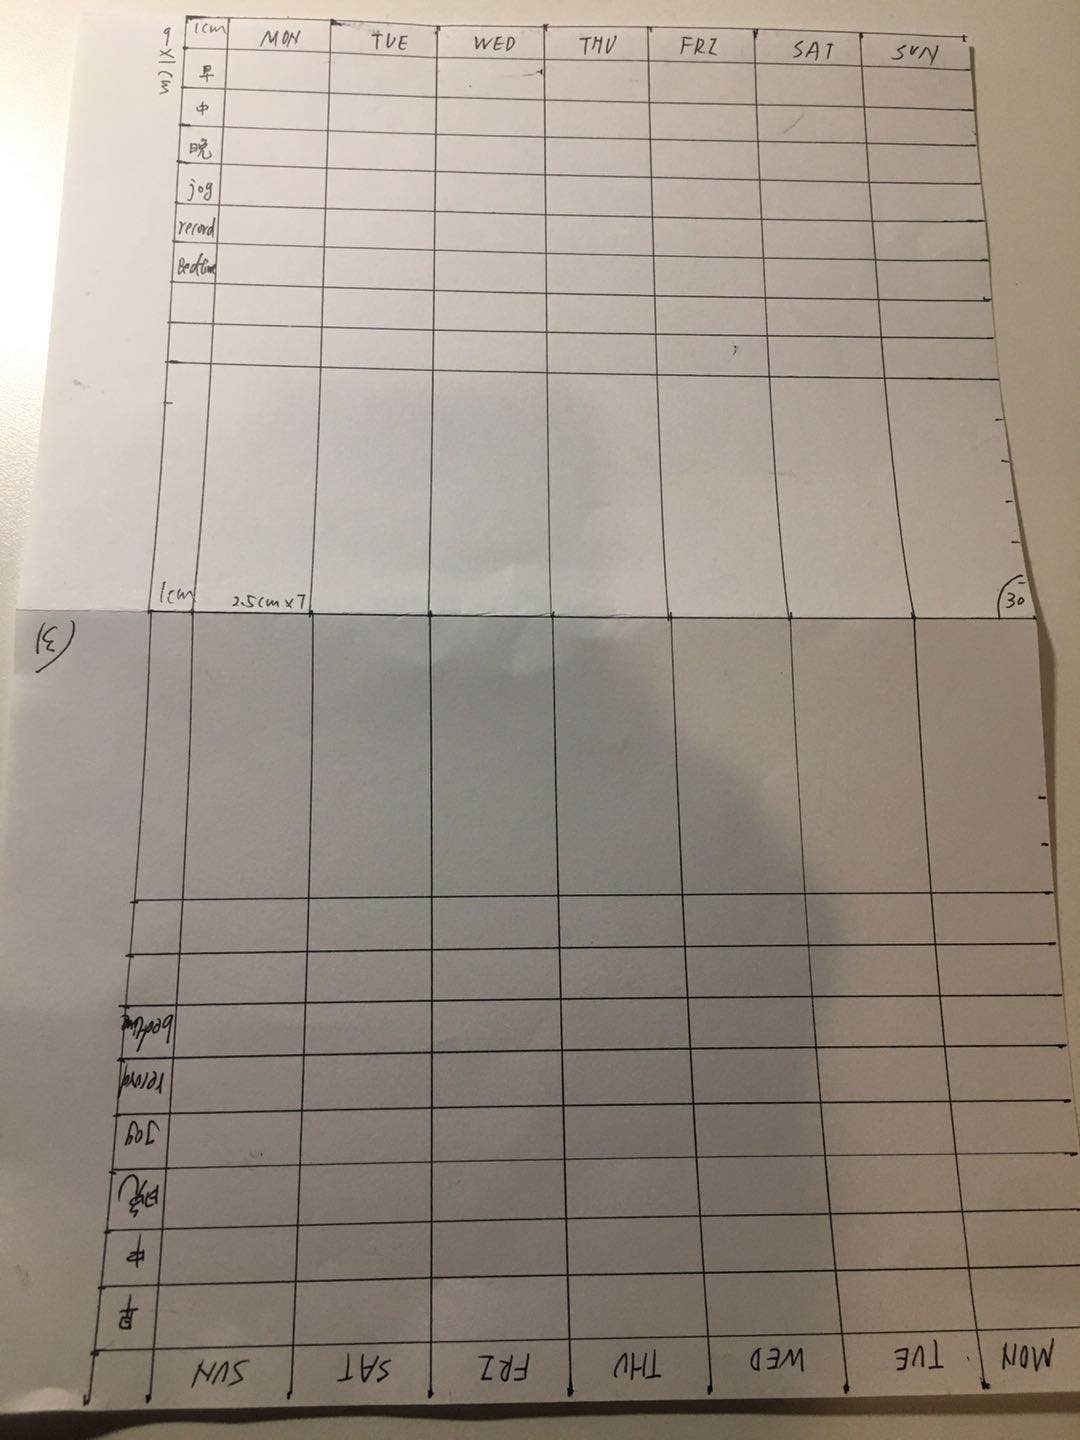 1cm MON TUE WED THU FRI SAT SUN
9×1cm
早
中
晚
jog
record
Bedtime
1cm 2.5cm×7 30
31
bedtime
record
Jog
晚
中
早
MON TUE WED THU FRI SAT SUN